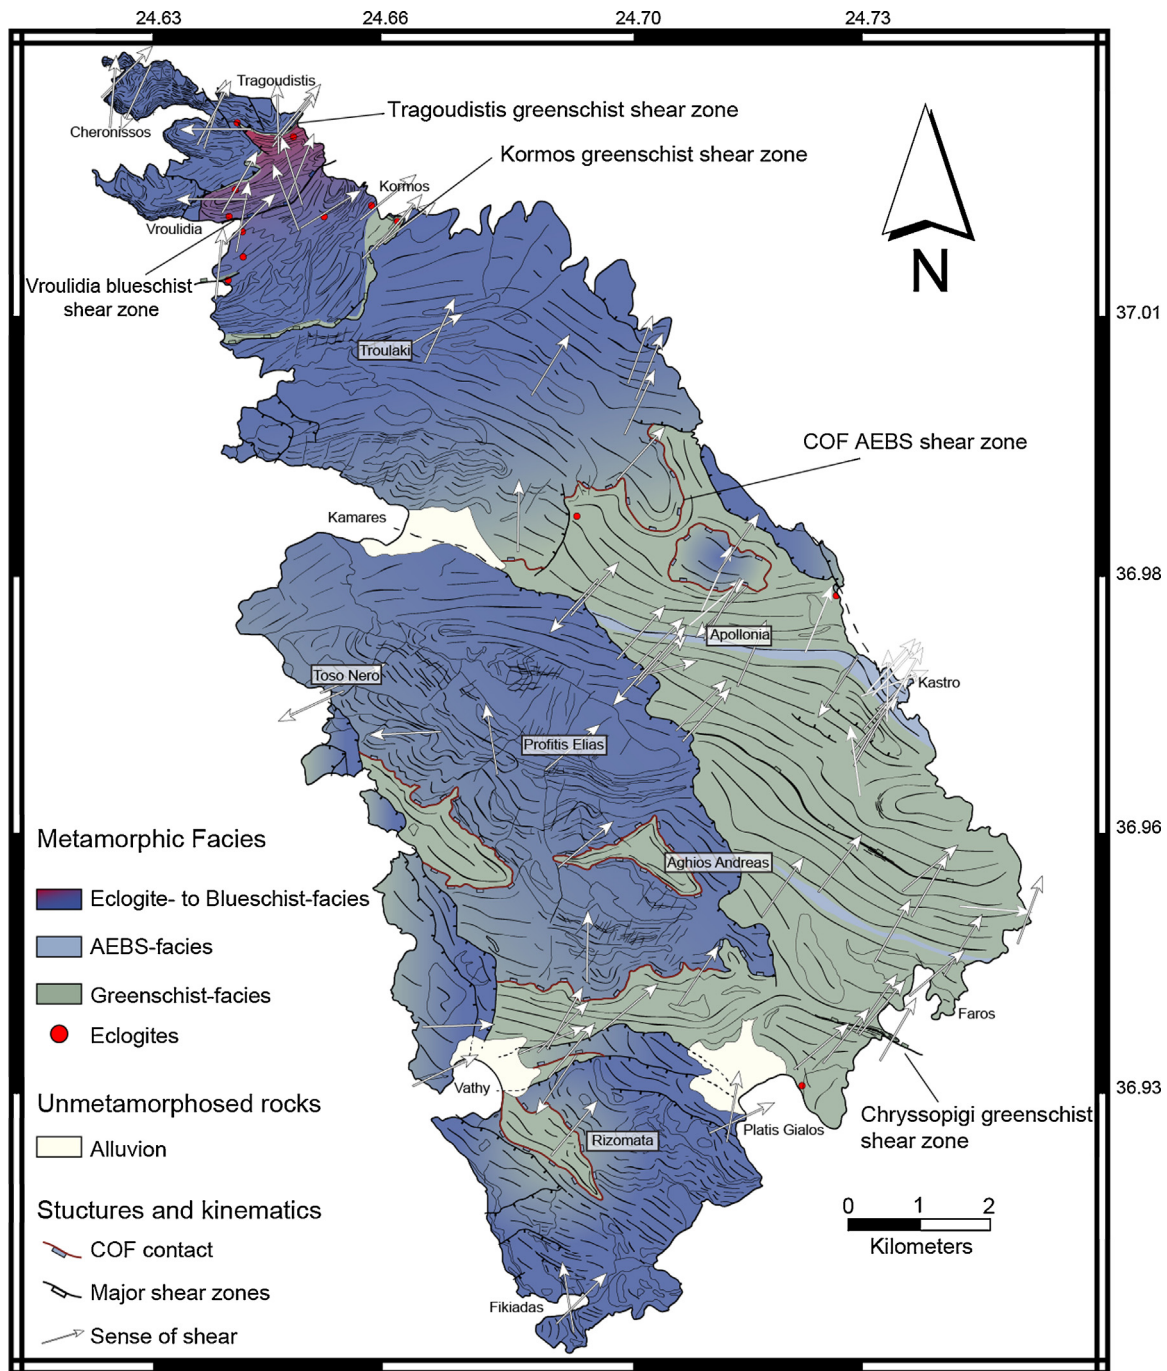 24.63
24.66
24.70
24.73
Tragoudistis
Tragoudistis greenschist shear zone
Cheronissos
Kormos greenschist shear zone
Kormos
Vroulidia
N
Vroulidia blueschist
shear zone
37.01
Troulaki
COF AEBS shear zone
Kamares
36.98
Apollonia
Toso Nero
Kastro
Profitis Elias
36.96
Metamorphic Facies
Aghios Andreas
Eclogite- to Blueschist-facies
AEBS-facies
Greenschist-facies
Faros
Eclogites
Vathy
36.93
Unmetamorphosed rocks
Chryssopigi greenschist
shear zone
Platis Gialos
Rizomata
Alluvion
0 1 2
Kilometers
Stuctures and kinematics
COF contact
Major shear zones
Fikiadas
Sense of shear